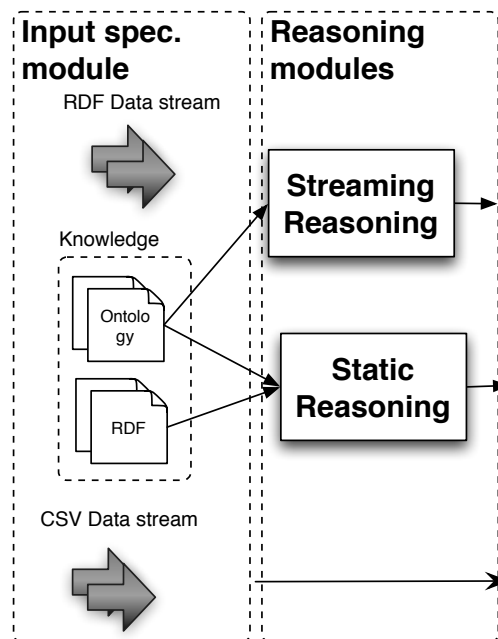 Input spec.
module
RDF Data stream
Knowledge
Ontolo
gy
RDF
CSV Data stream
Reasoning
modules
Streaming
Reasoning
Static
Reasoning